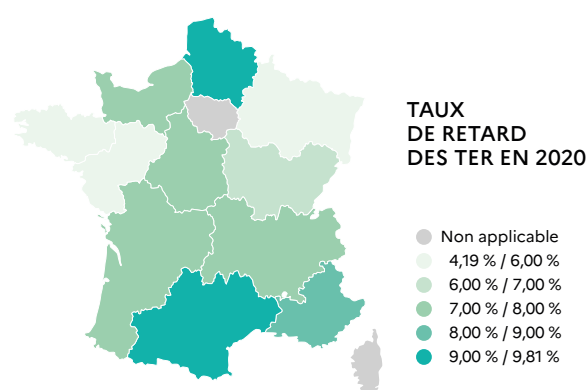 TAUX
DE RETARD
DES TER EN 2020
Non applicable
4,19 % / 6,00 %
6,00 % / 7,00 %
7,00 % / 8,00 %
8,00 % / 9,00 %
9,00 % / 9,81 %